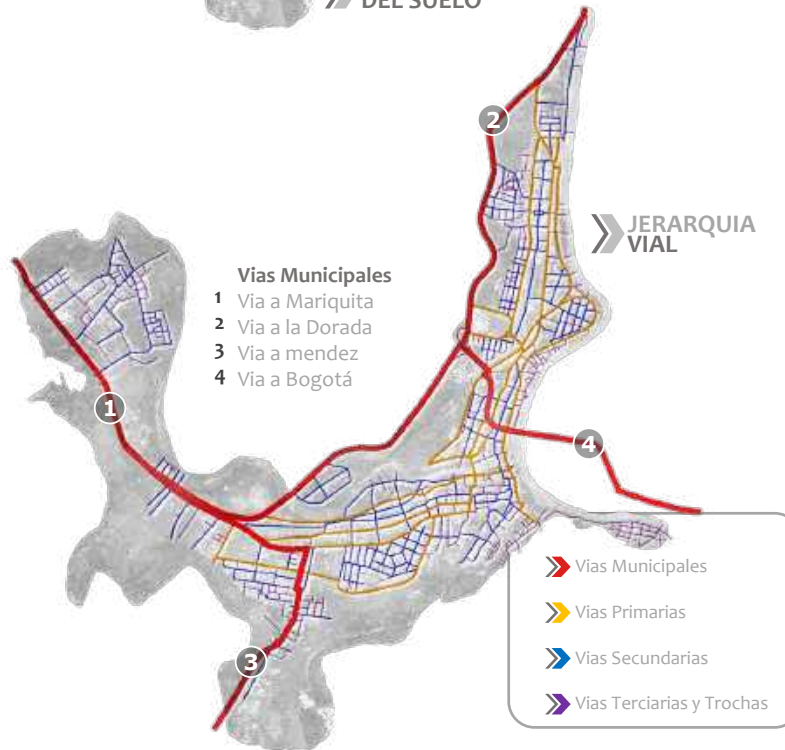 DEL SUELO
2
JERARQUIA
VIAL
Vias Municipales
1 Via a Mariquita
2 Via a la Dorada
3 Via a mendez
4 Via a Bogotá
1
4
3
Vias Municipales
Vias Primarias
Vias Secundarias
Vias Terciarias y Trochas